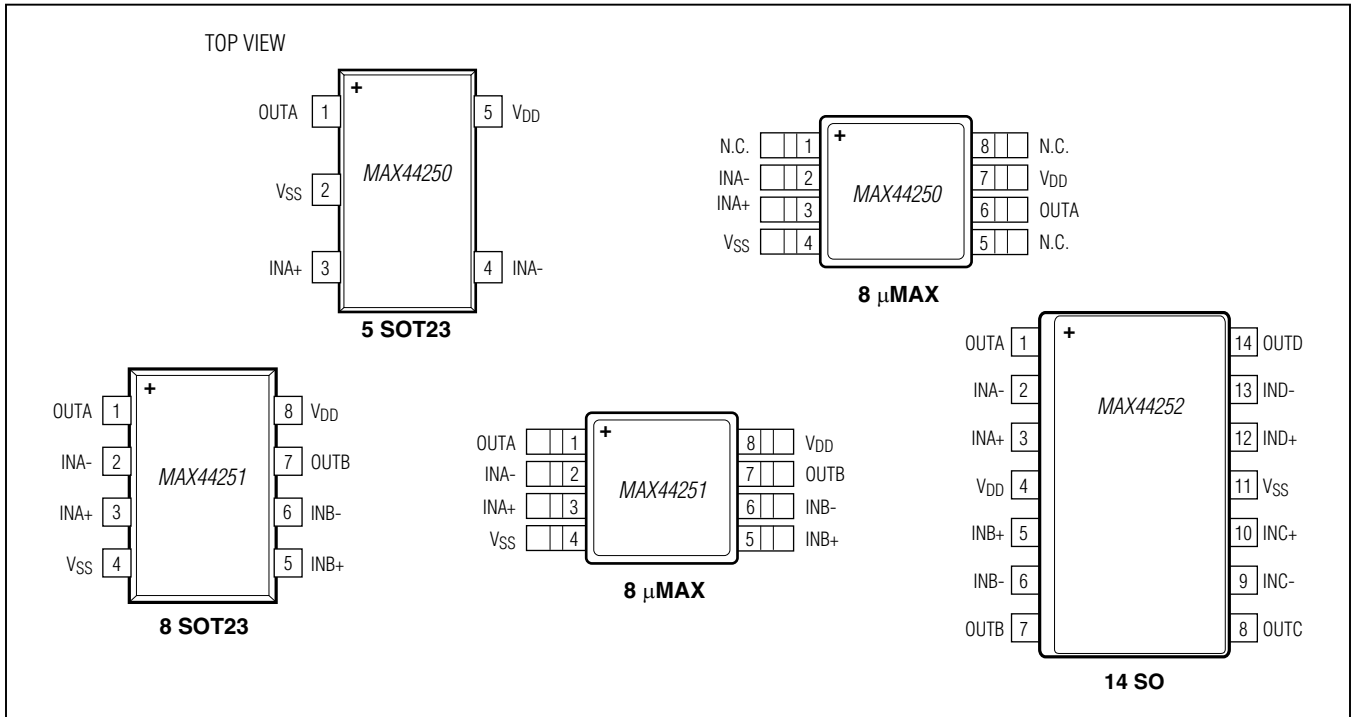 TOP VIEW
+
OUTA 1
5 VDD
VSS 2
MAX44250
INA+ 3
4 INA-
5 SOT23
+
N.C. 1
8 N.C.
INA- 2
7 VDD
INA+ 3
6 OUTA
VSS 4
5 N.C.
MAX44250
8 µMAX
+
OUTA 1
8 VDD
INA- 2
7 OUTB
INA+ 3
6 INB-
VSS 4
5 INB+
MAX44251
8 SOT23
+
OUTA 1
8 VDD
INA- 2
7 OUTB
INA+ 3
6 INB-
VSS 4
5 INB+
MAX44251
8 µMAX
+
OUTA 1
14 OUTD
INA- 2
13 IND-
INA+ 3
12 IND+
VDD 4
11 VSS
INB+ 5
10 INC+
INB- 6
9 INC-
OUTB 7
8 OUTC
MAX44252
14 SO